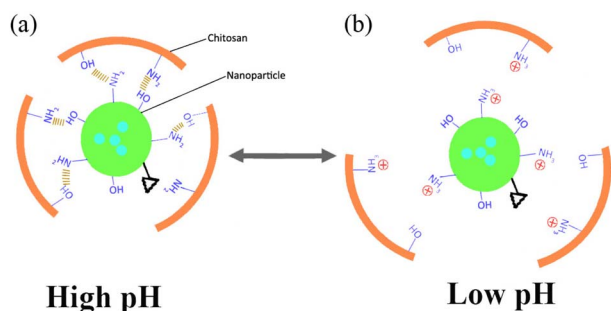 (a)
Chitosan
Nanoparticle
OH
NH₂
NH₂
HO
NH₂
HO
OH
NH₂
NH₂
HO
OH
NH₂
High pH
(b)
OH
NH₃
⊕
NH₃
⊕
HO
HO
NH₃
⊕
OH
NH₃
⊕
NH₃
⊕
OH
OH
NH₃
⊕
Low pH